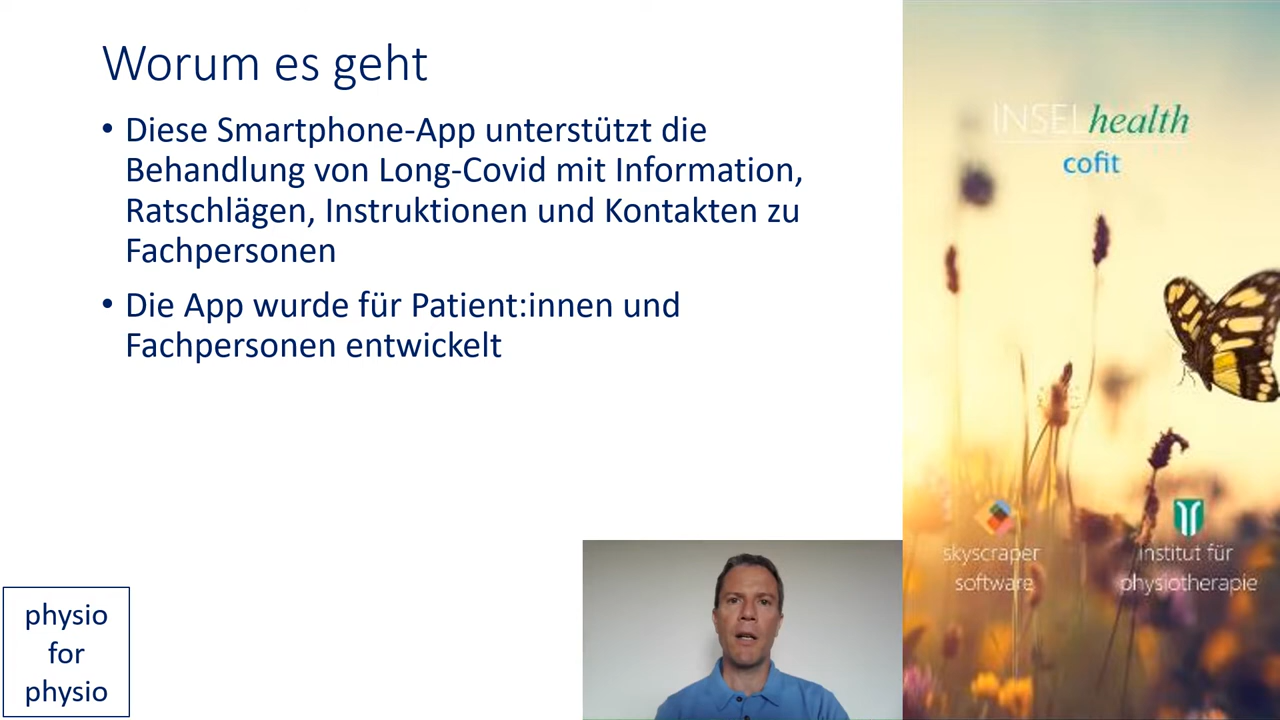 Worum es geht
• Diese Smartphone-App unterstützt die
Behandlung von Long-Covid mit Information,
Ratschlägen, Instruktionen und Kontakten zu
Fachpersonen
• Die App wurde für Patient:innen und
Fachpersonen entwickelt
physio
for
physio
INSELhealth
cofit
skyscraper
software
institut für
physiotherapie